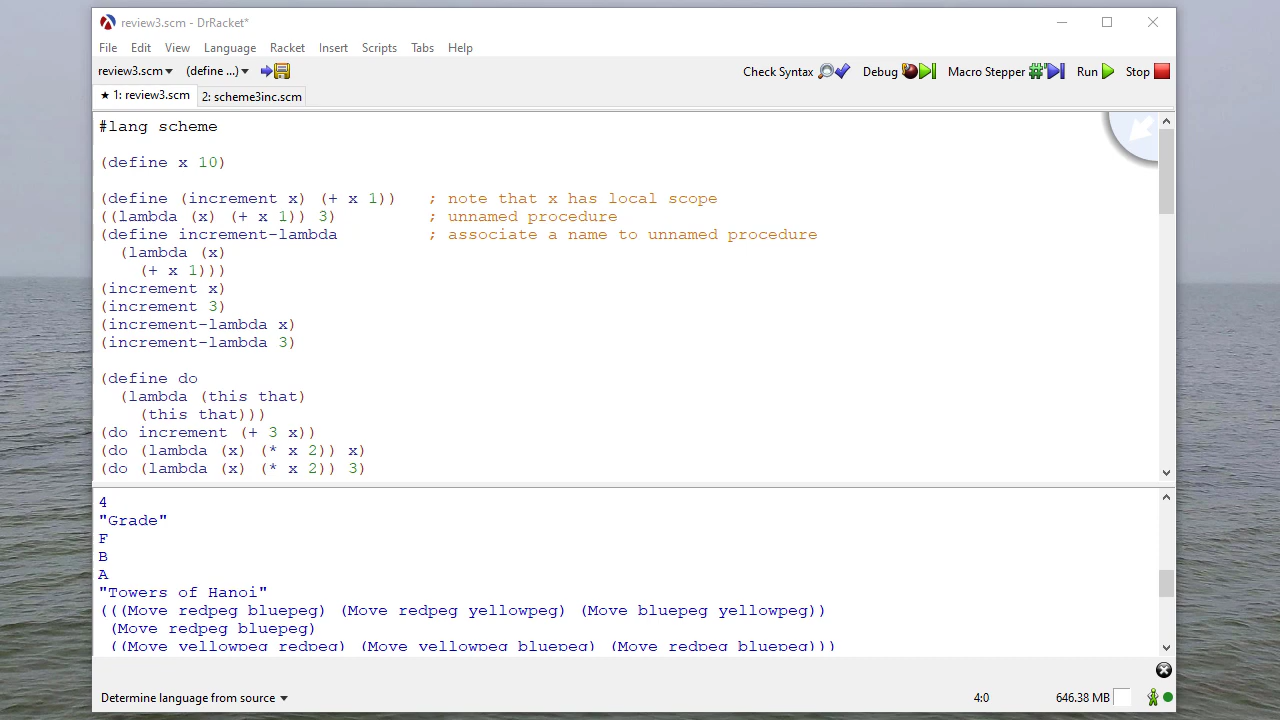 review3.scm - DrRacket*
File Edit View Language Racket Insert Scripts Tabs Help
review3.scm (define ...) Check Syntax Debug Macro Stepper Run Stop
★ 1: review3.scm 2: scheme3inc.scm
#lang scheme
(define x 10)
(define (increment x) (+ x 1)) ; note that x has local scope
((lambda (x) (+ x 1)) 3) ; unnamed procedure
(define increment-lambda ; associate a name to unnamed procedure
(lambda (x)
(+ x 1)))
(increment x)
(increment 3)
(increment-lambda x)
(increment-lambda 3)
(define do
(lambda (this that)
(this that)))
(do increment (+ 3 x))
(do (lambda (x) (* x 2)) x)
(do (lambda (x) (* x 2)) 3)
4
"Grade"
F
B
A
"Towers of Hanoi"
(((Move redpeg bluepeg) (Move redpeg yellowpeg) (Move bluepeg yellowpeg))
(Move redpeg bluepeg)
((Move yellowpeg redpeg) (Move yellowpeg bluepeg) (Move redpeg bluepeg)))
Determine language from source 4:0 646.38 MB